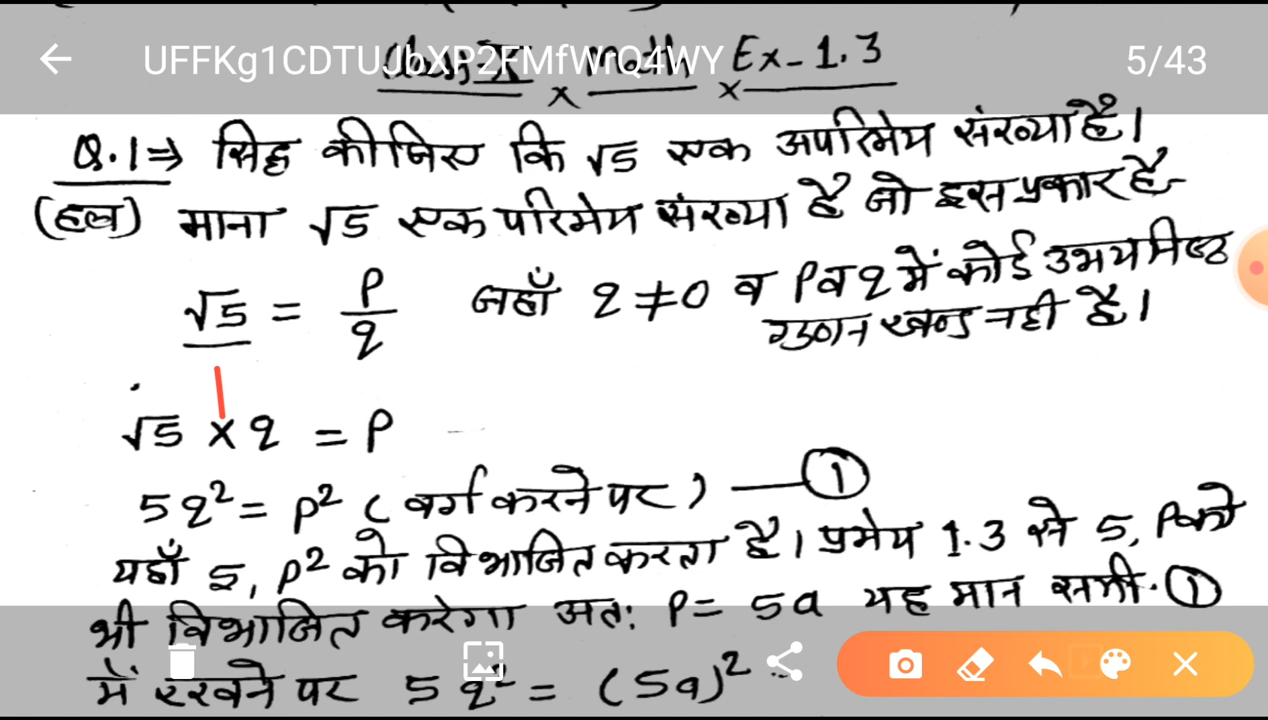 UFFKg1CDTUJbXP2FMfWrQ4WY 5/43
Class X math Ex-1.3
Q.1⇒ सिद्ध कीजिए कि √5 एक अपरिमेय संख्या है।
(हल) माना √5 एक परिमेय संख्या है जो इस प्रकार है-
√5 = p/q जहाँ q ≠ 0 व p व q में कोई उभयनिष्ठ
गुणनखण्ड नहीं है।
√5 x q = p
5q² = p² (वर्ग करने पर) — ①
यहाँ 5, p² को विभाजित करता है। प्रमेय 1.3 से 5, p को
भी विभाजित करेगा अतः p = 5a यह मान समी. ①
में रखने पर 5q² = (5a)²